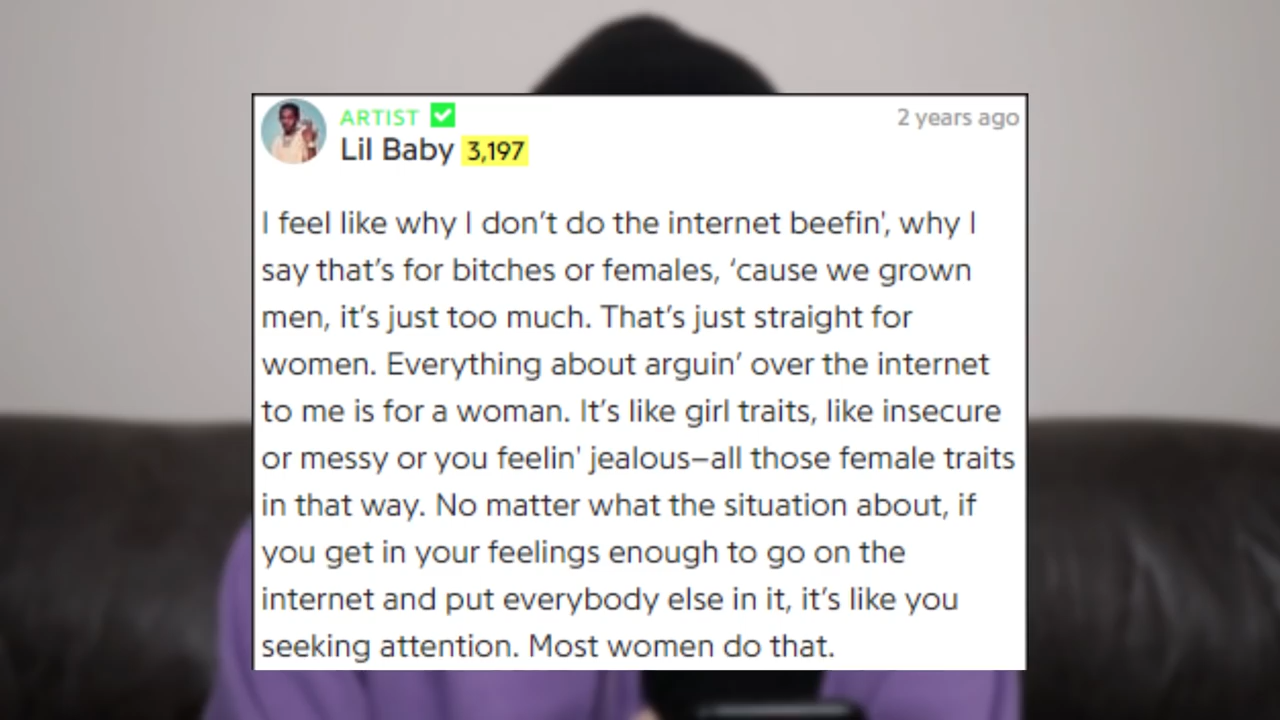 ARTIST
2 years ago
Lil Baby 3,197
I feel like why I don’t do the internet beefin', why I
say that’s for bitches or females, ‘cause we grown
men, it’s just too much. That’s just straight for
women. Everything about arguin’ over the internet
to me is for a woman. It’s like girl traits, like insecure
or messy or you feelin' jealous–all those female traits
in that way. No matter what the situation about, if
you get in your feelings enough to go on the
internet and put everybody else in it, it’s like you
seeking attention. Most women do that.